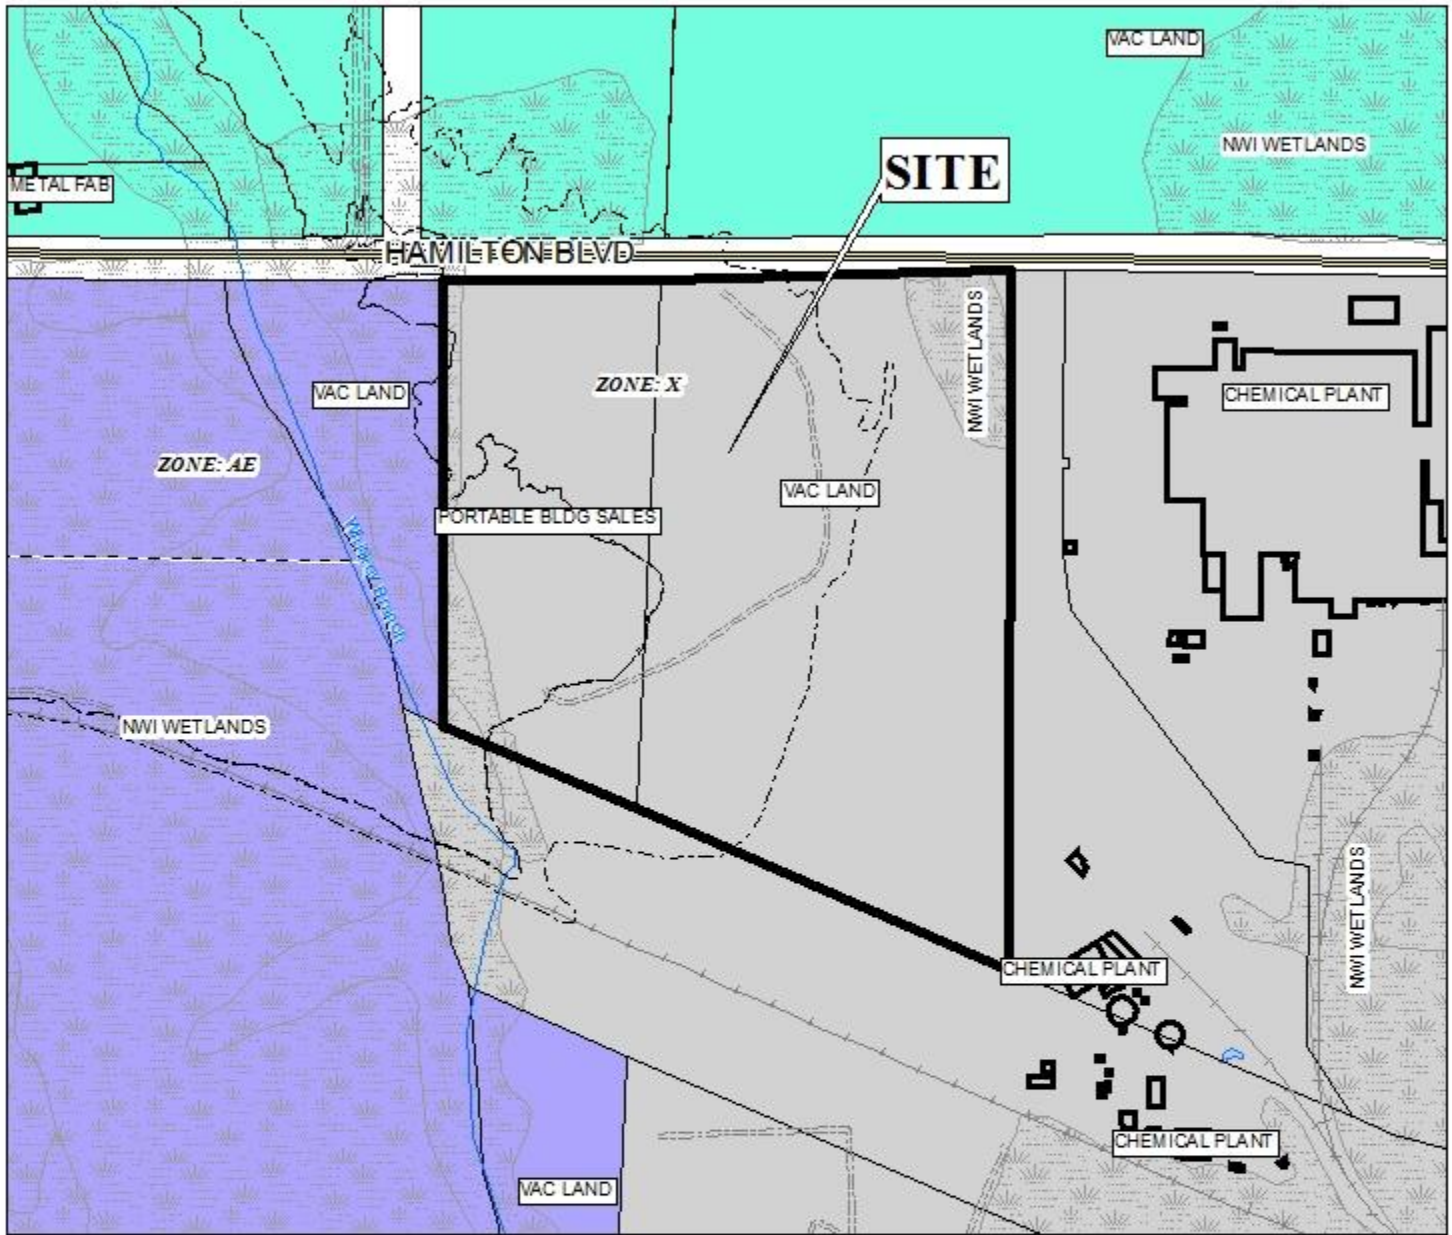 VAC LAND
NWI WETLANDS
SITE
METAL FAB
HAMILTON BLVD
NWI WETLANDS
VAC LAND
ZONE: X
CHEMICAL PLANT
ZONE: AE
VAC LAND
PORTABLE BLDG SALES
Branch
NWI WETLANDS
NWI WETLANDS
CHEMICAL PLANT
CHEMICAL PLANT
VAC LAND